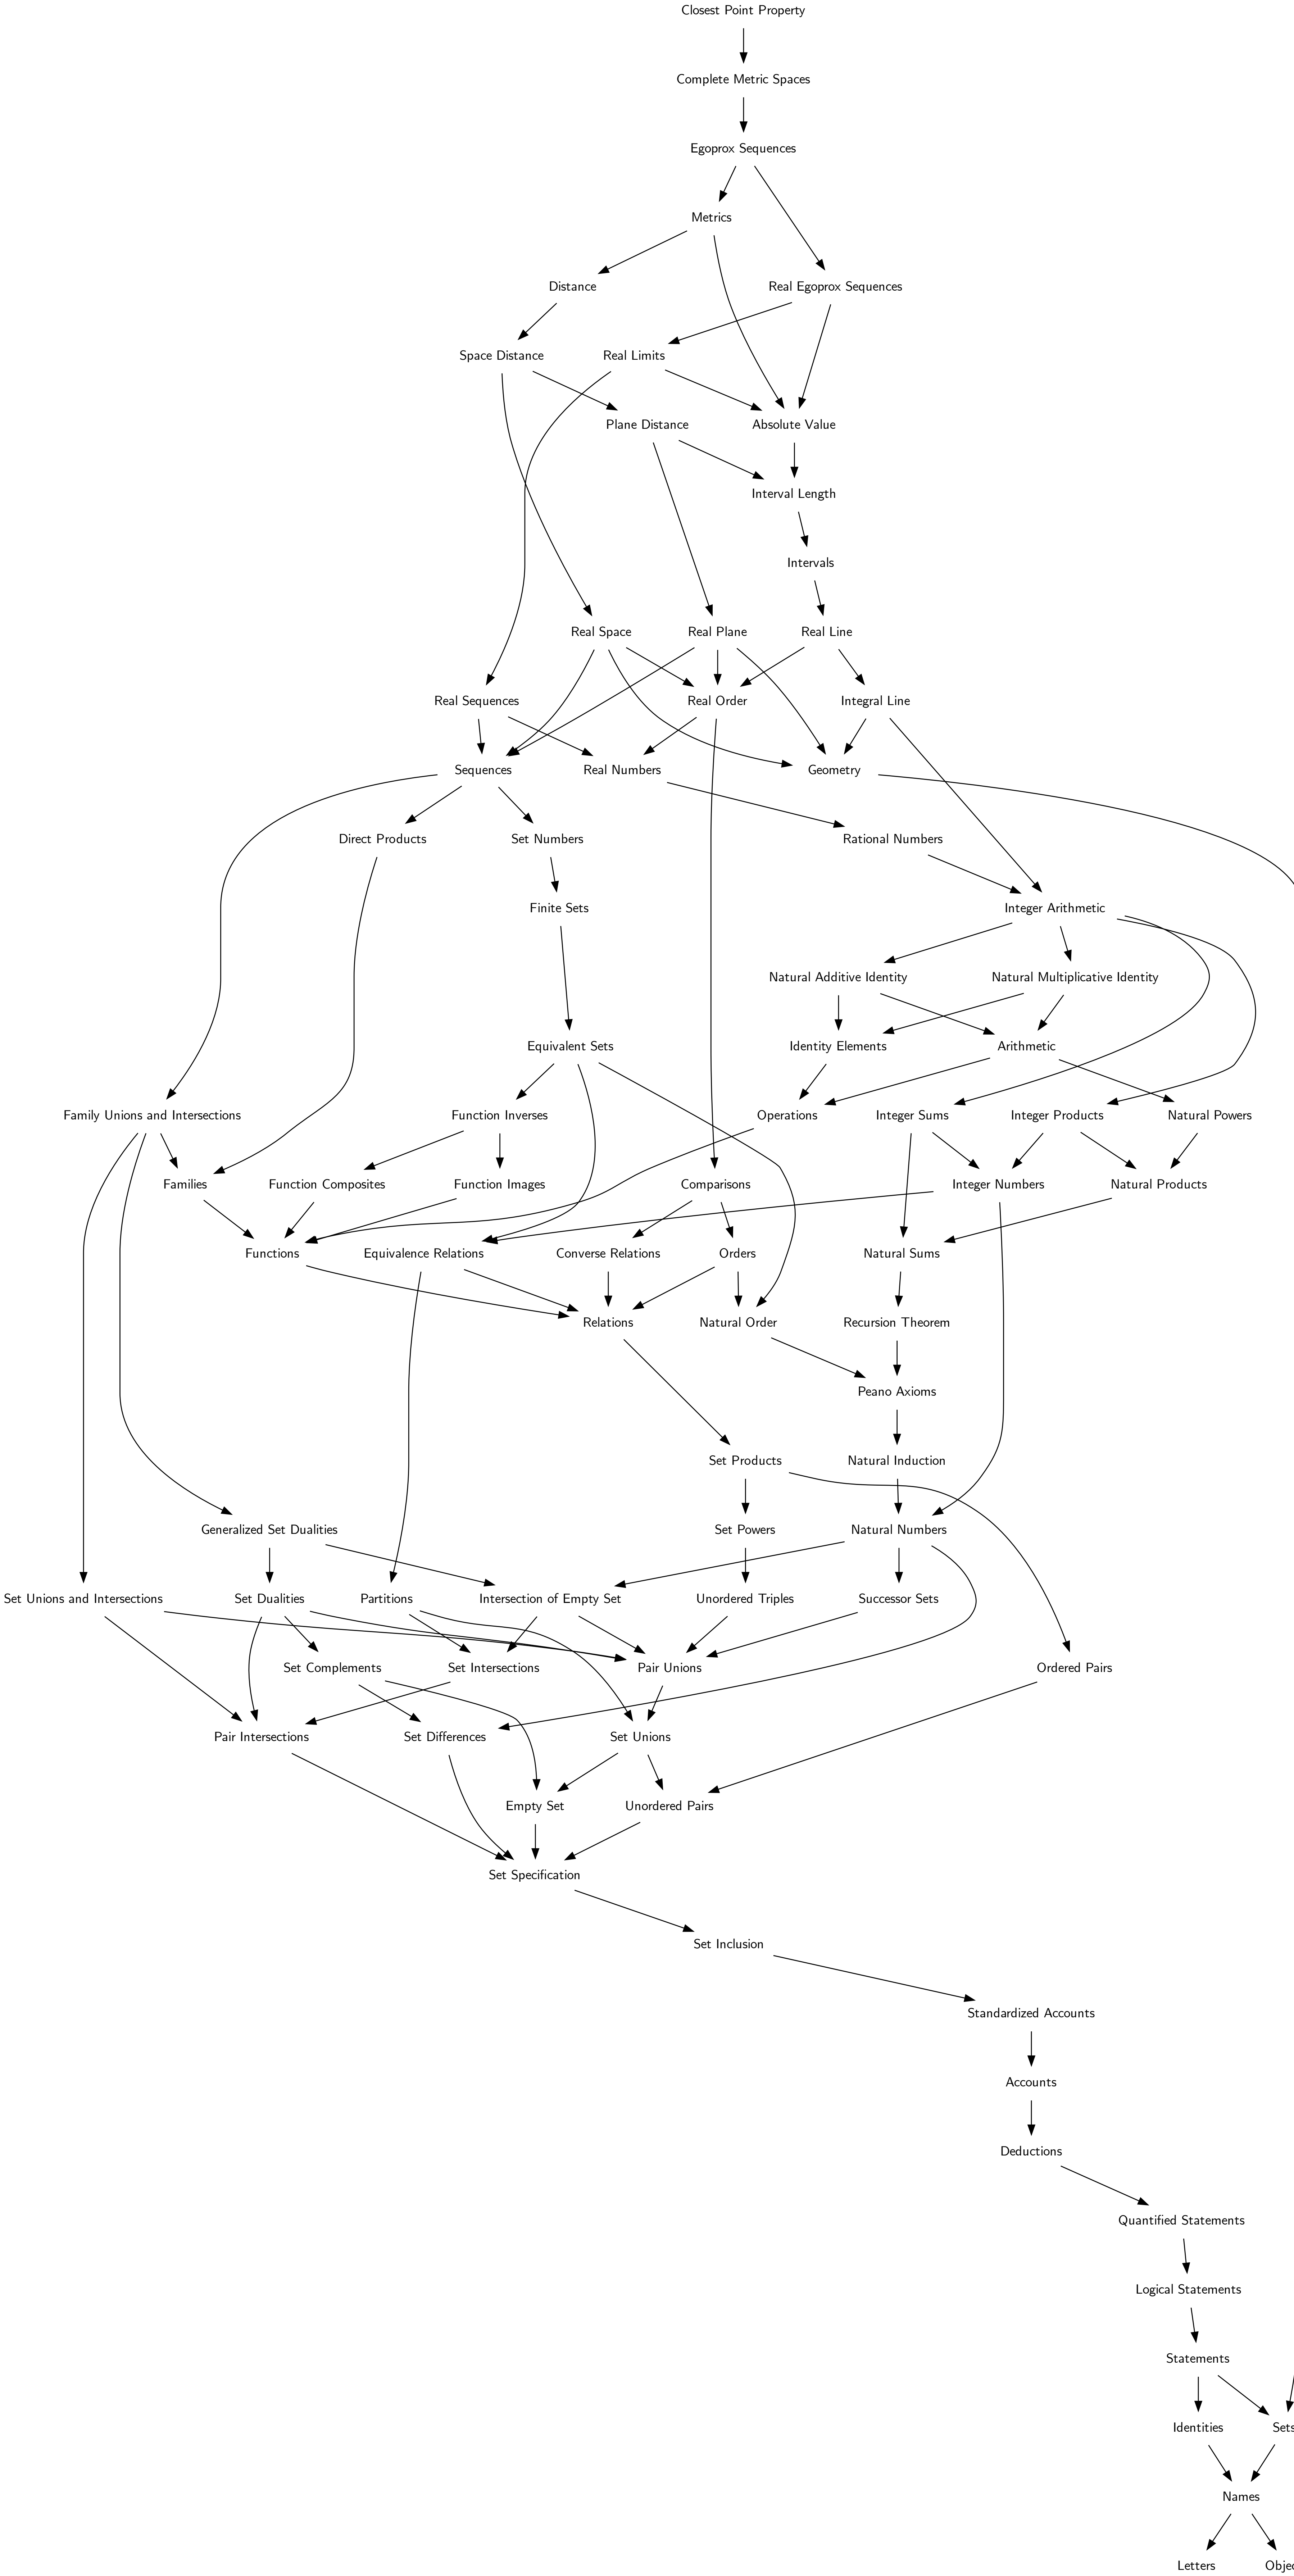 Closest Point Property
Complete Metric Spaces
Egoprox Sequences
Metrics
Distance
Real Egoprox Sequences
Space Distance
Real Limits
Plane Distance
Absolute Value
Interval Length
Intervals
Real Space
Real Plane
Real Line
Real Sequences
Real Order
Integral Line
Sequences
Real Numbers
Geometry
Direct Products
Set Numbers
Rational Numbers
Finite Sets
Integer Arithmetic
Natural Additive Identity
Natural Multiplicative Identity
Equivalent Sets
Identity Elements
Arithmetic
Family Unions and Intersections
Function Inverses
Operations
Integer Sums
Integer Products
Natural Powers
Families
Function Composites
Function Images
Comparisons
Integer Numbers
Natural Products
Functions
Equivalence Relations
Converse Relations
Orders
Natural Sums
Relations
Natural Order
Recursion Theorem
Peano Axioms
Set Products
Natural Induction
Generalized Set Dualities
Set Powers
Natural Numbers
Set Unions and Intersections
Set Dualities
Partitions
Intersection of Empty Set
Unordered Triples
Successor Sets
Set Complements
Set Intersections
Pair Unions
Ordered Pairs
Pair Intersections
Set Differences
Set Unions
Empty Set
Unordered Pairs
Set Specification
Set Inclusion
Standardized Accounts
Accounts
Deductions
Quantified Statements
Logical Statements
Statements
Identities
Sets
Names
Letters
Objec